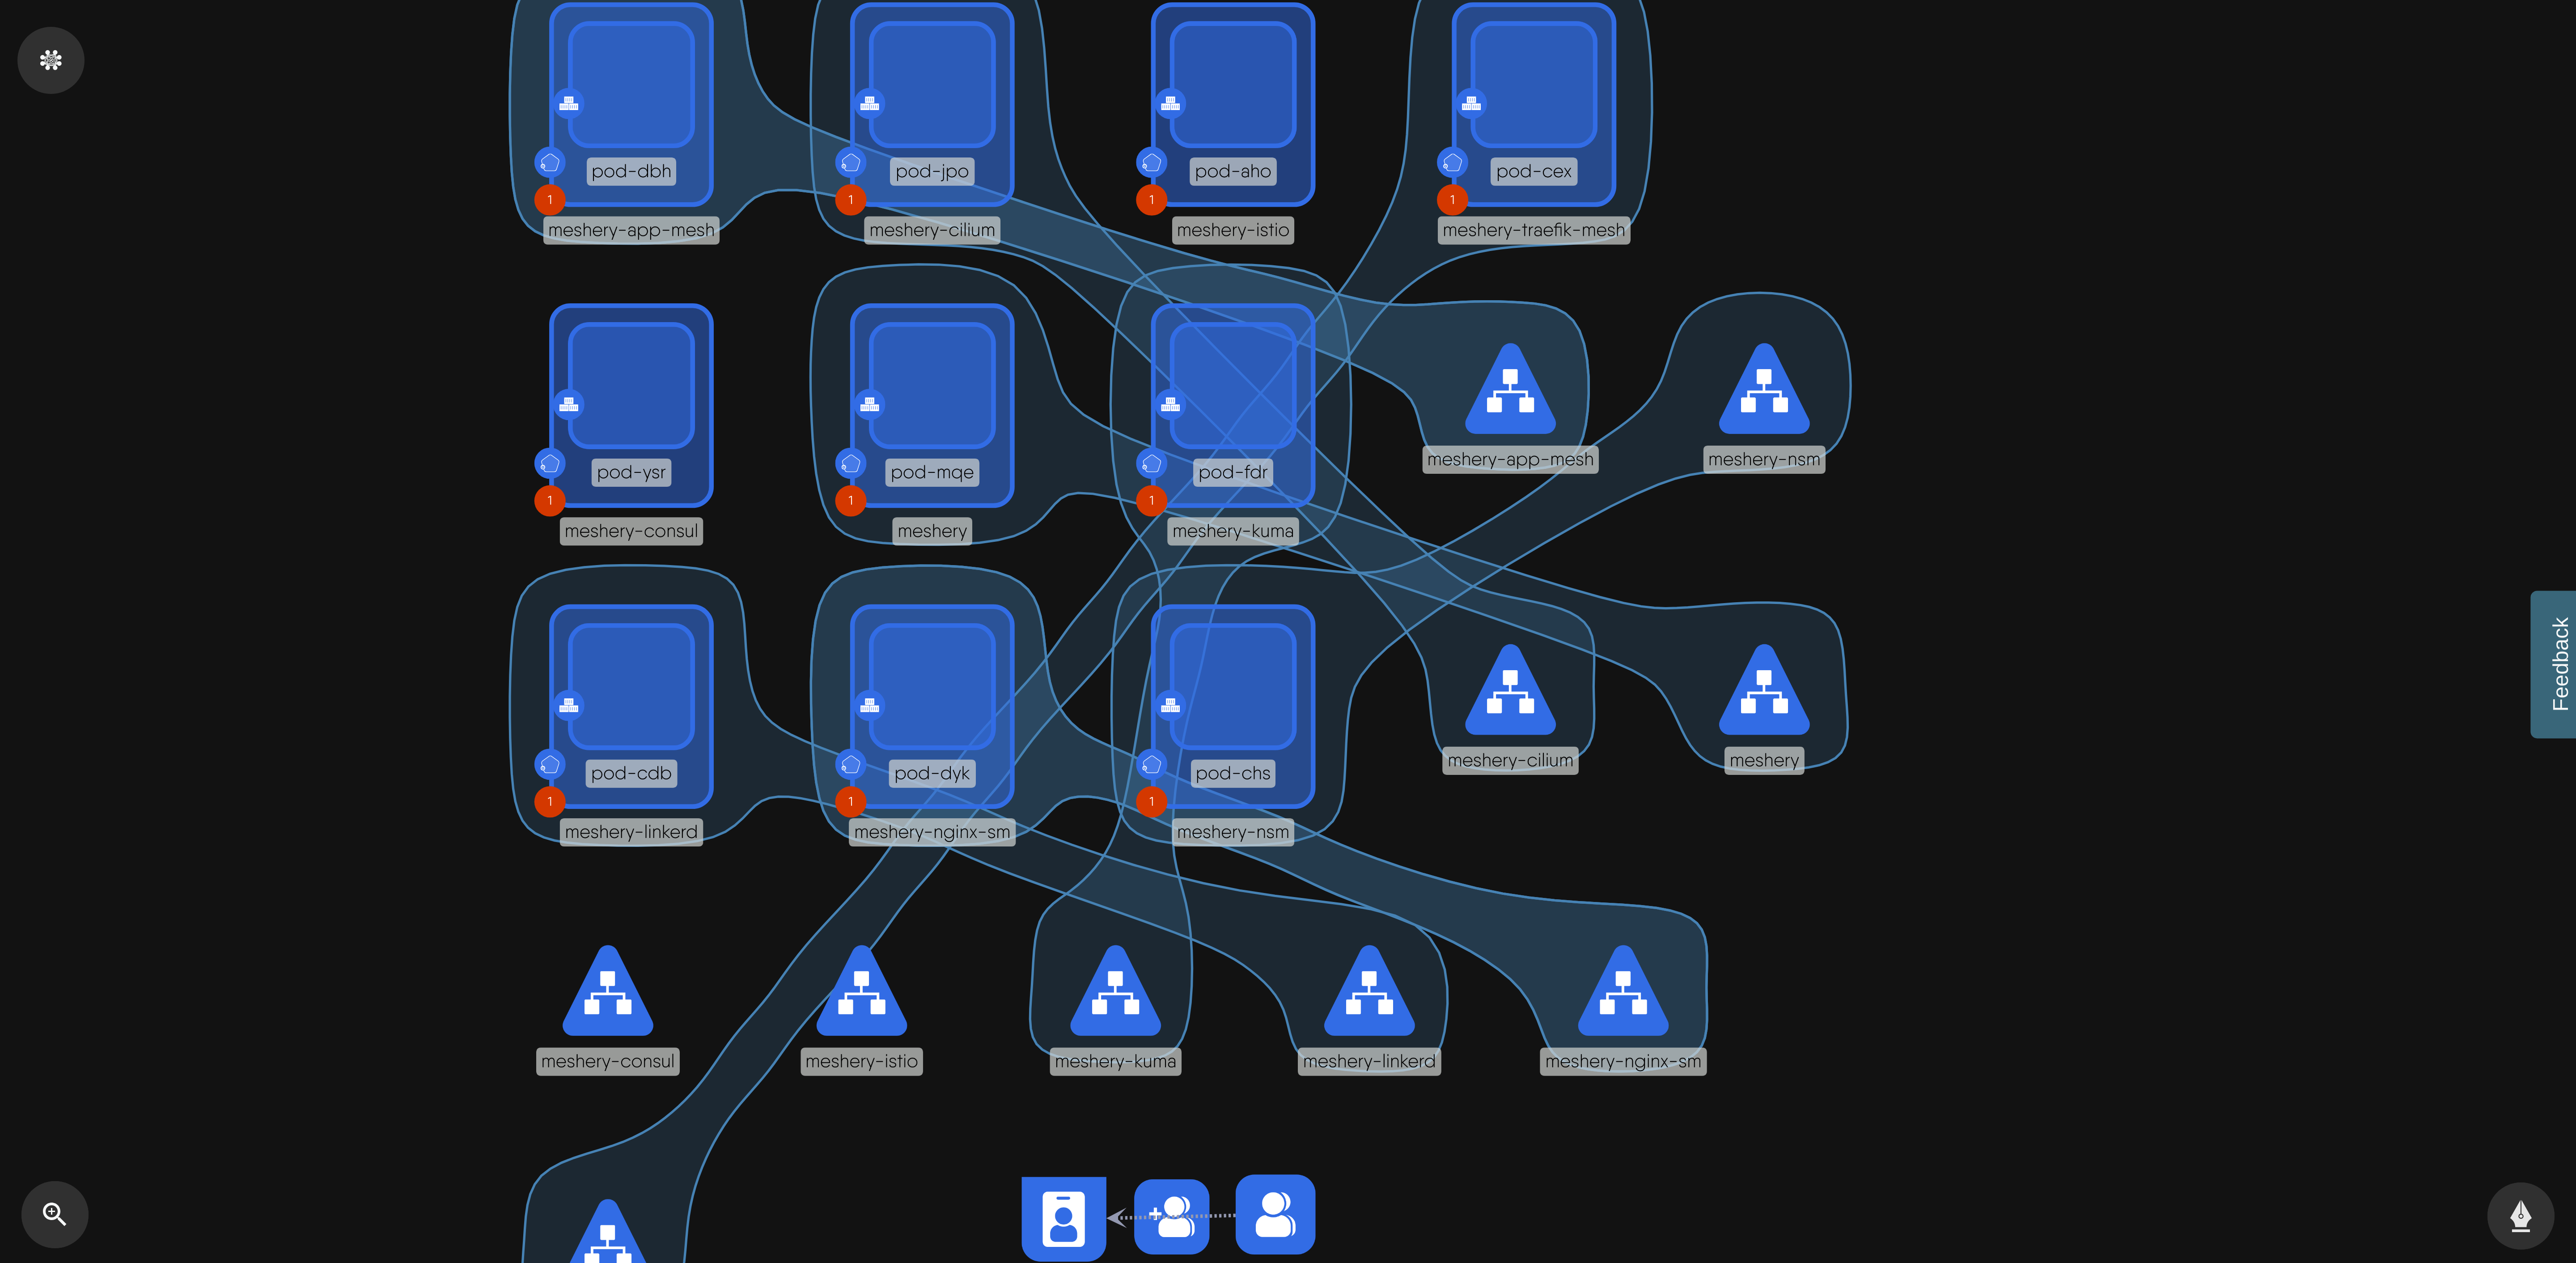 pod-dbh
pod-jpo
pod-aho
pod-cex
1
1
1
1
meshery-app-mesh
meshery-cilium
meshery-istio
meshery-traefik-mesh
pod-ysr
pod-mqe
pod-fdr
meshery-app-mesh
meshery-nsm
1
1
1
meshery-consul
meshery
meshery-kuma
Feedback
pod-cdb
pod-dyk
pod-chs
meshery-cilium
meshery
1
1
1
meshery-linkerd
meshery-nginx-sm
meshery-nsm
meshery-consul
meshery-istio
meshery-kuma
meshery-linkerd
meshery-nginx-sm